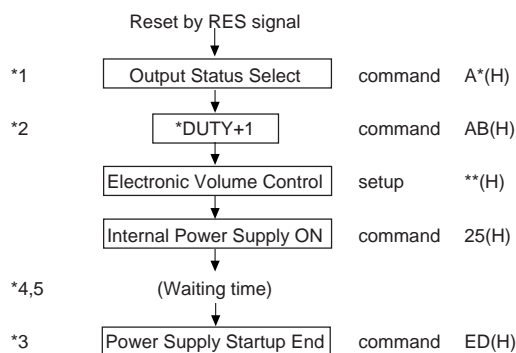 Reset by RES signal
*1 Output Status Select command A*(H)
*2 *DUTY+1 command AB(H)
Electronic Volume Control setup **(H)
Internal Power Supply ON command 25(H)
*4,5 (Waiting time)
*3 Power Supply Startup End command ED(H)